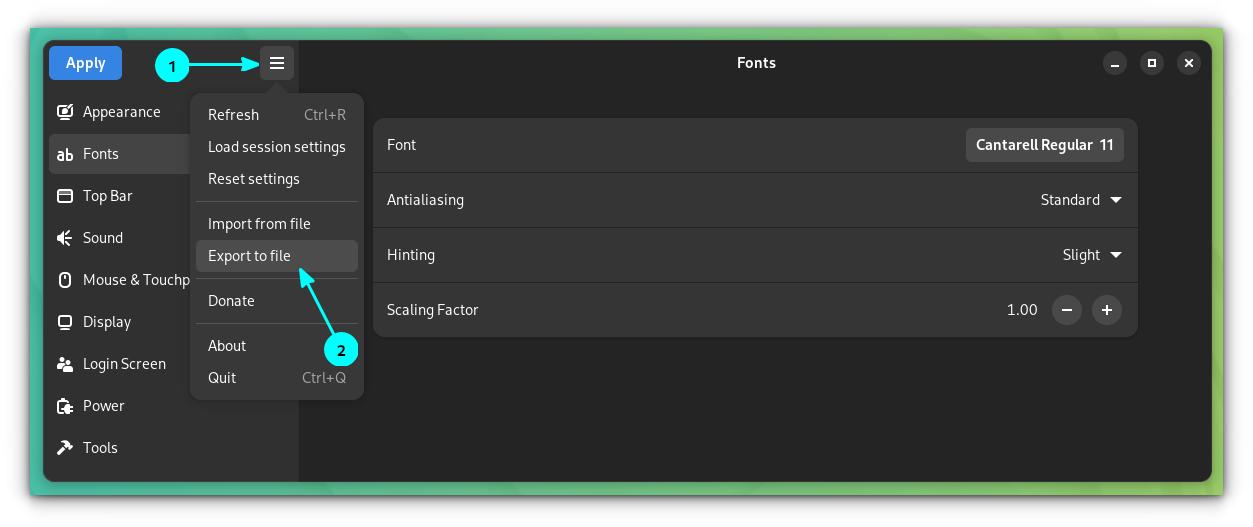 Apply
1
Fonts
Appearance
Fonts
Top Bar
Sound
Mouse & Touchp
Display
Login Screen
Power
Tools
Refresh Ctrl+R
Load session settings
Reset settings
Import from file
Export to file
Donate
About
2
Quit Ctrl+Q
Font Cantarell Regular 11
Antialiasing Standard
Hinting Slight
Scaling Factor 1.00